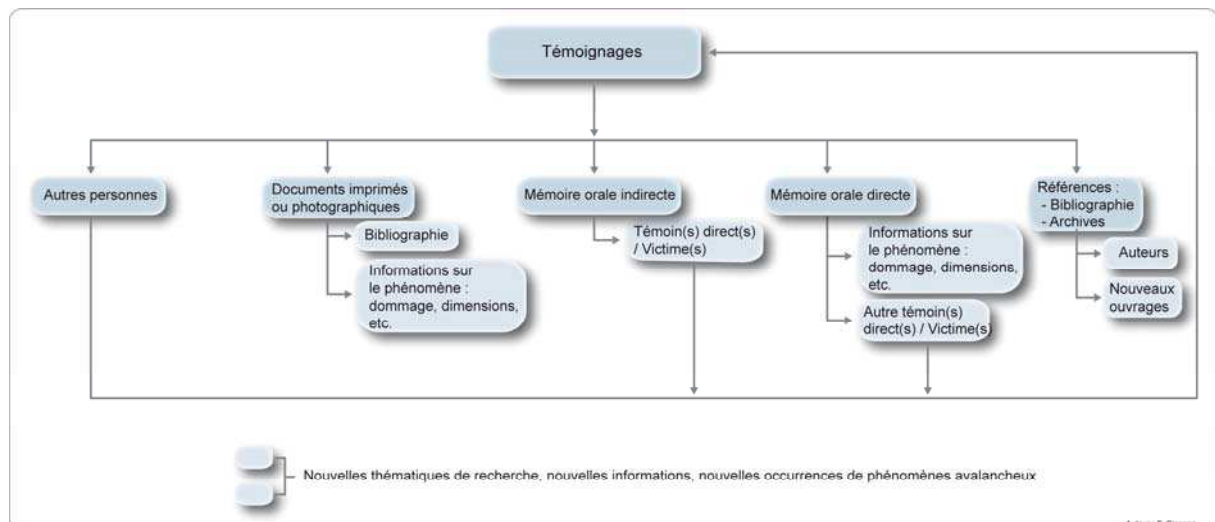 Témoignages
Autres personnes
Documents imprimés
ou photographiques
Bibliographie
Informations sur
le phénomène :
dommage, dimensions,
etc.
Mémoire orale indirecte
Témoin(s) direct(s)
/ Victime(s)
Mémoire orale directe
Informations sur
le phénomène :
dommage, dimensions,
etc.
Autre témoin(s)
direct(s) / Victime(s)
Références :
- Bibliographie
- Archives
Auteurs
Nouveaux
ouvrages
Nouvelles thématiques de recherche, nouvelles informations, nouvelles occurrences de phénomènes avalancheux